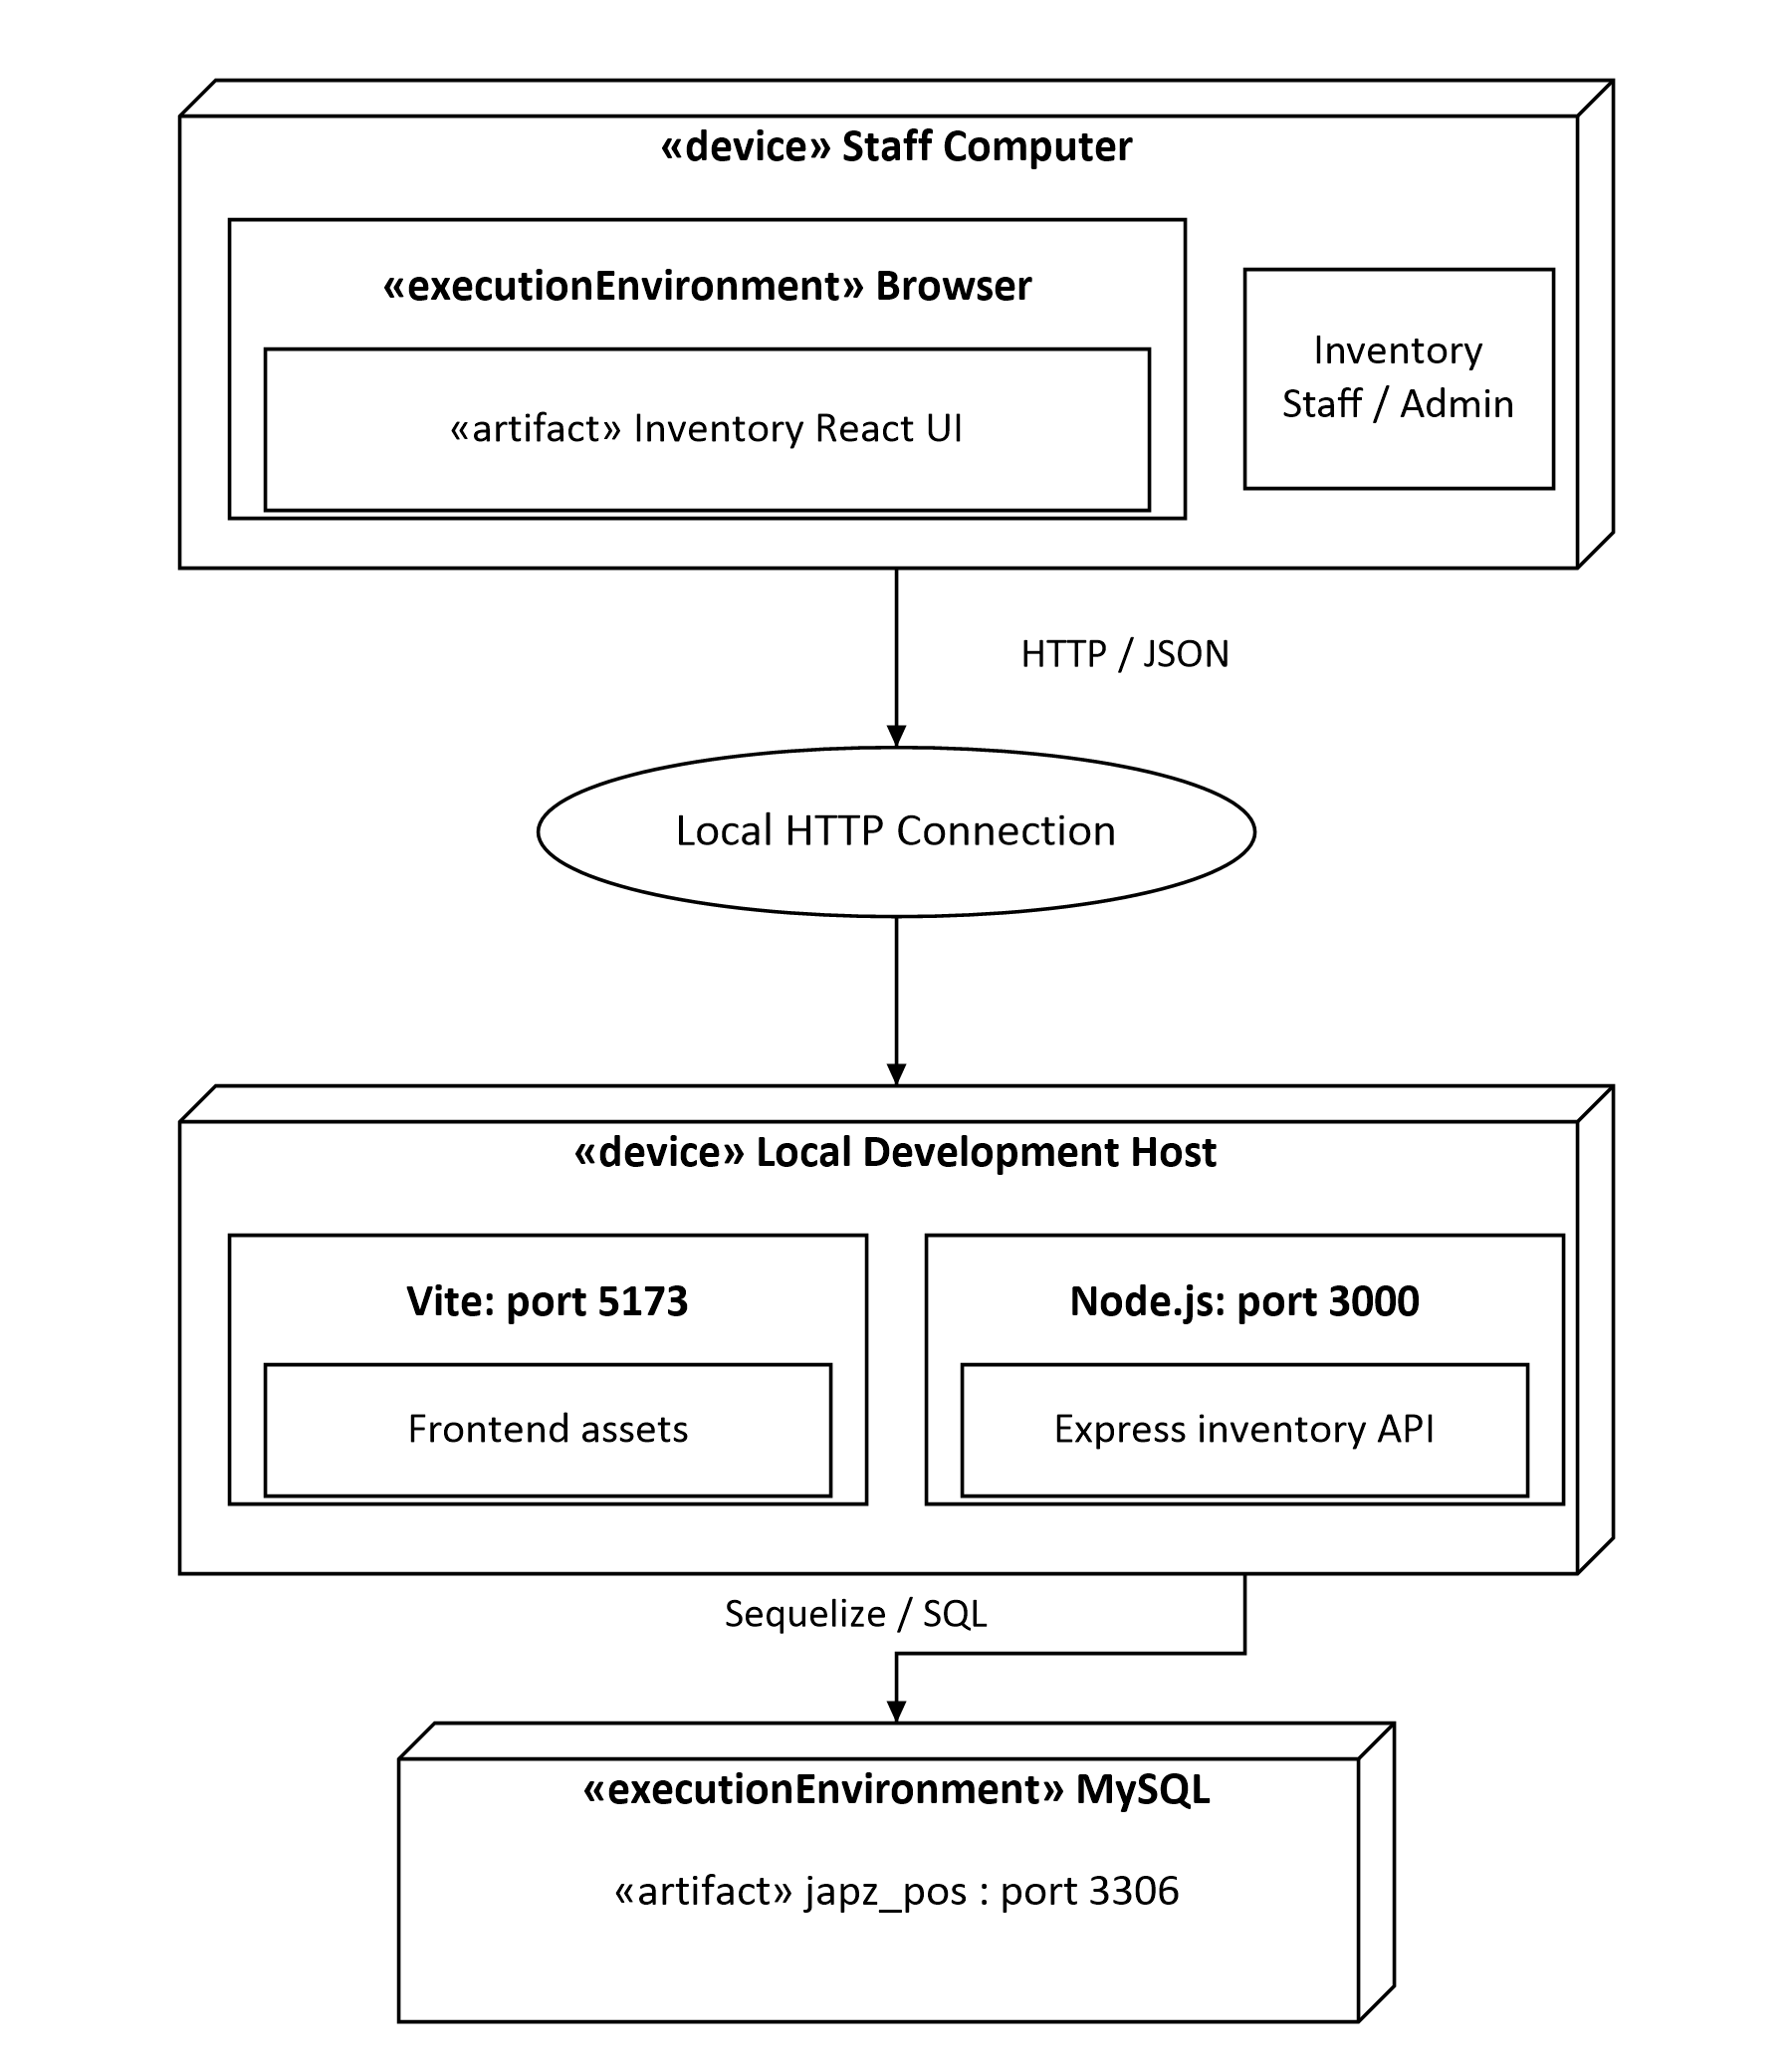 «device» Staff Computer
«executionEnvironment» Browser
«artifact» Inventory React UI
Inventory
Staff / Admin
HTTP / JSON
Local HTTP Connection
«device» Local Development Host
Vite: port 5173
Frontend assets
Node.js: port 3000
Express inventory API
Sequelize / SQL
«executionEnvironment» MySQL
«artifact» japz_pos : port 3306